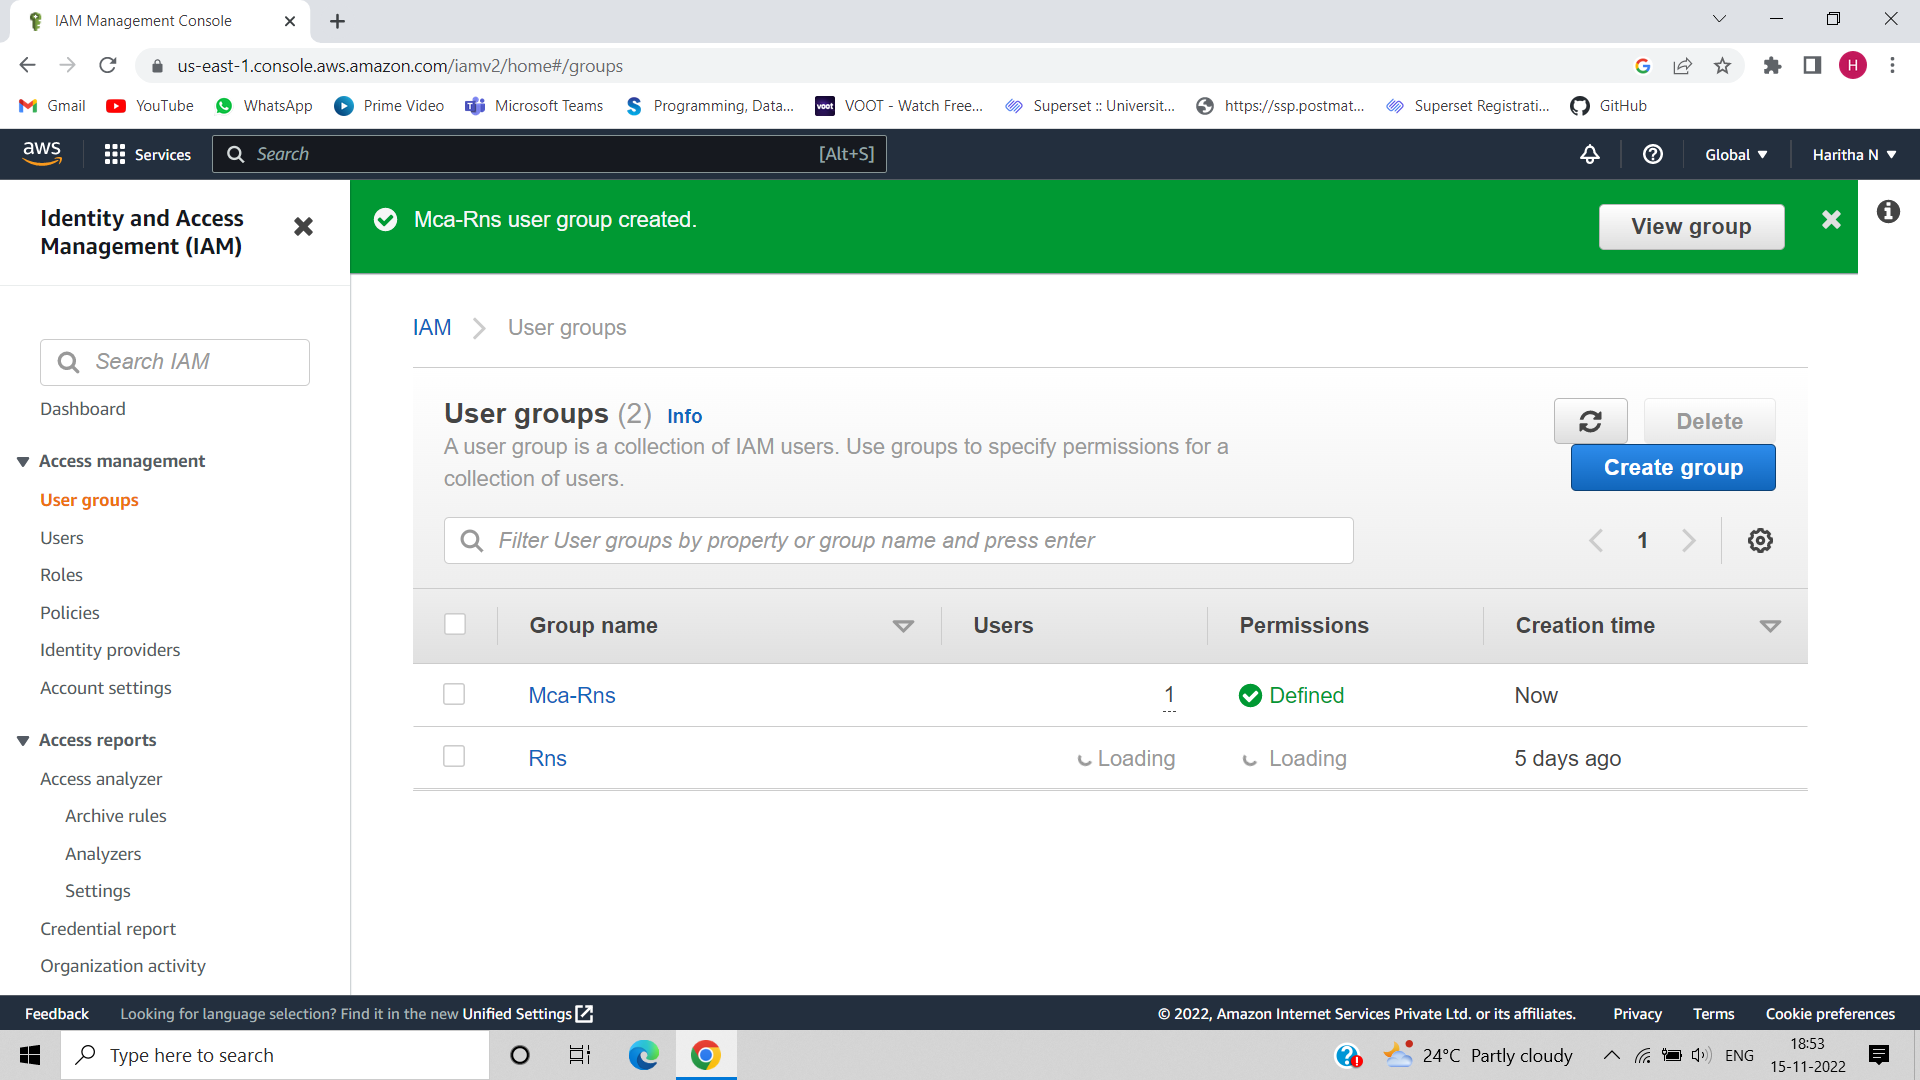 IAM Management Console
us-east-1.console.aws.amazon.com/iamv2/home#/groups
H
Gmail
YouTube
WhatsApp
Prime Video
Microsoft Teams
Programming, Data...
voot
VOOT - Watch Free...
Superset :: Universit...
https://ssp.postmat...
Superset Registrati...
GitHub
aws
Services
Search
[Alt+S]
Global
Haritha N
Identity and Access
Management (IAM)
Mca-Rns user group created.
View group
Search IAM
Dashboard
Access management
User groups
Users
Roles
Policies
Identity providers
Account settings
Access reports
Access analyzer
Archive rules
Analyzers
Settings
Credential report
Organization activity
IAM
User groups
User groups (2) Info
A user group is a collection of IAM users. Use groups to specify permissions for a
collection of users.
Delete
Create group
Filter User groups by property or group name and press enter
1
Group name
Users
Permissions
Creation time
Mca-Rns
1
Defined
Now
Rns
Loading
Loading
5 days ago
Feedback
Looking for language selection? Find it in the new Unified Settings
© 2022, Amazon Internet Services Private Ltd. or its affiliates.
Privacy
Terms
Cookie preferences
Type here to search
24°C Partly cloudy
ENG
18:53
15-11-2022